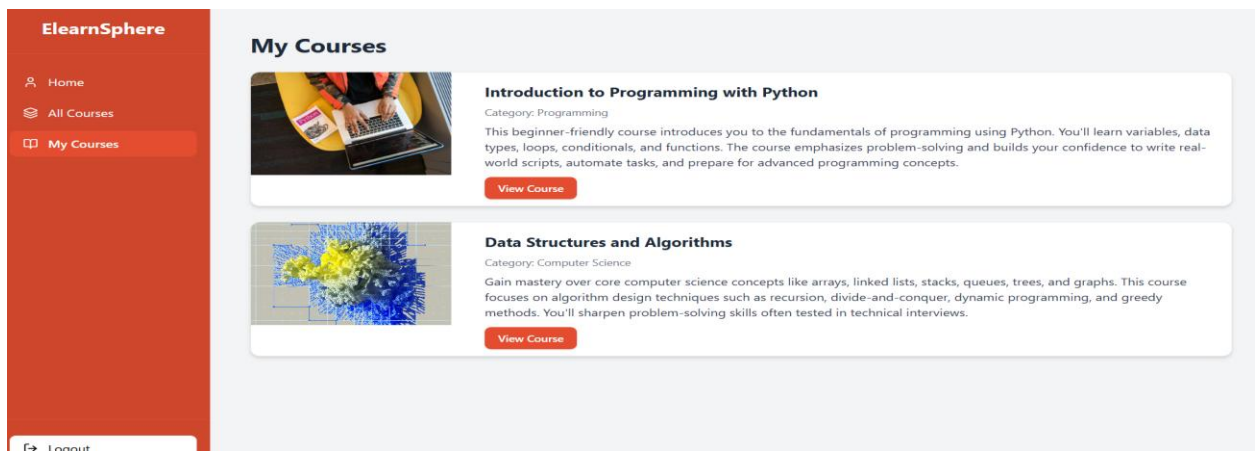 ElearnSphere
Home
All Courses
My Courses
Logout
My Courses
Introduction to Programming with Python
Category: Programming
This beginner-friendly course introduces you to the fundamentals of programming using Python. You'll learn variables, data
types, loops, conditionals, and functions. The course emphasizes problem-solving and builds your confidence to write real-
world scripts, automate tasks, and prepare for advanced programming concepts.
View Course
Data Structures and Algorithms
Category: Computer Science
Gain mastery over core computer science concepts like arrays, linked lists, stacks, queues, trees, and graphs. This course
focuses on algorithm design techniques such as recursion, divide-and-conquer, dynamic programming, and greedy
methods. You'll sharpen problem-solving skills often tested in technical interviews.
View Course